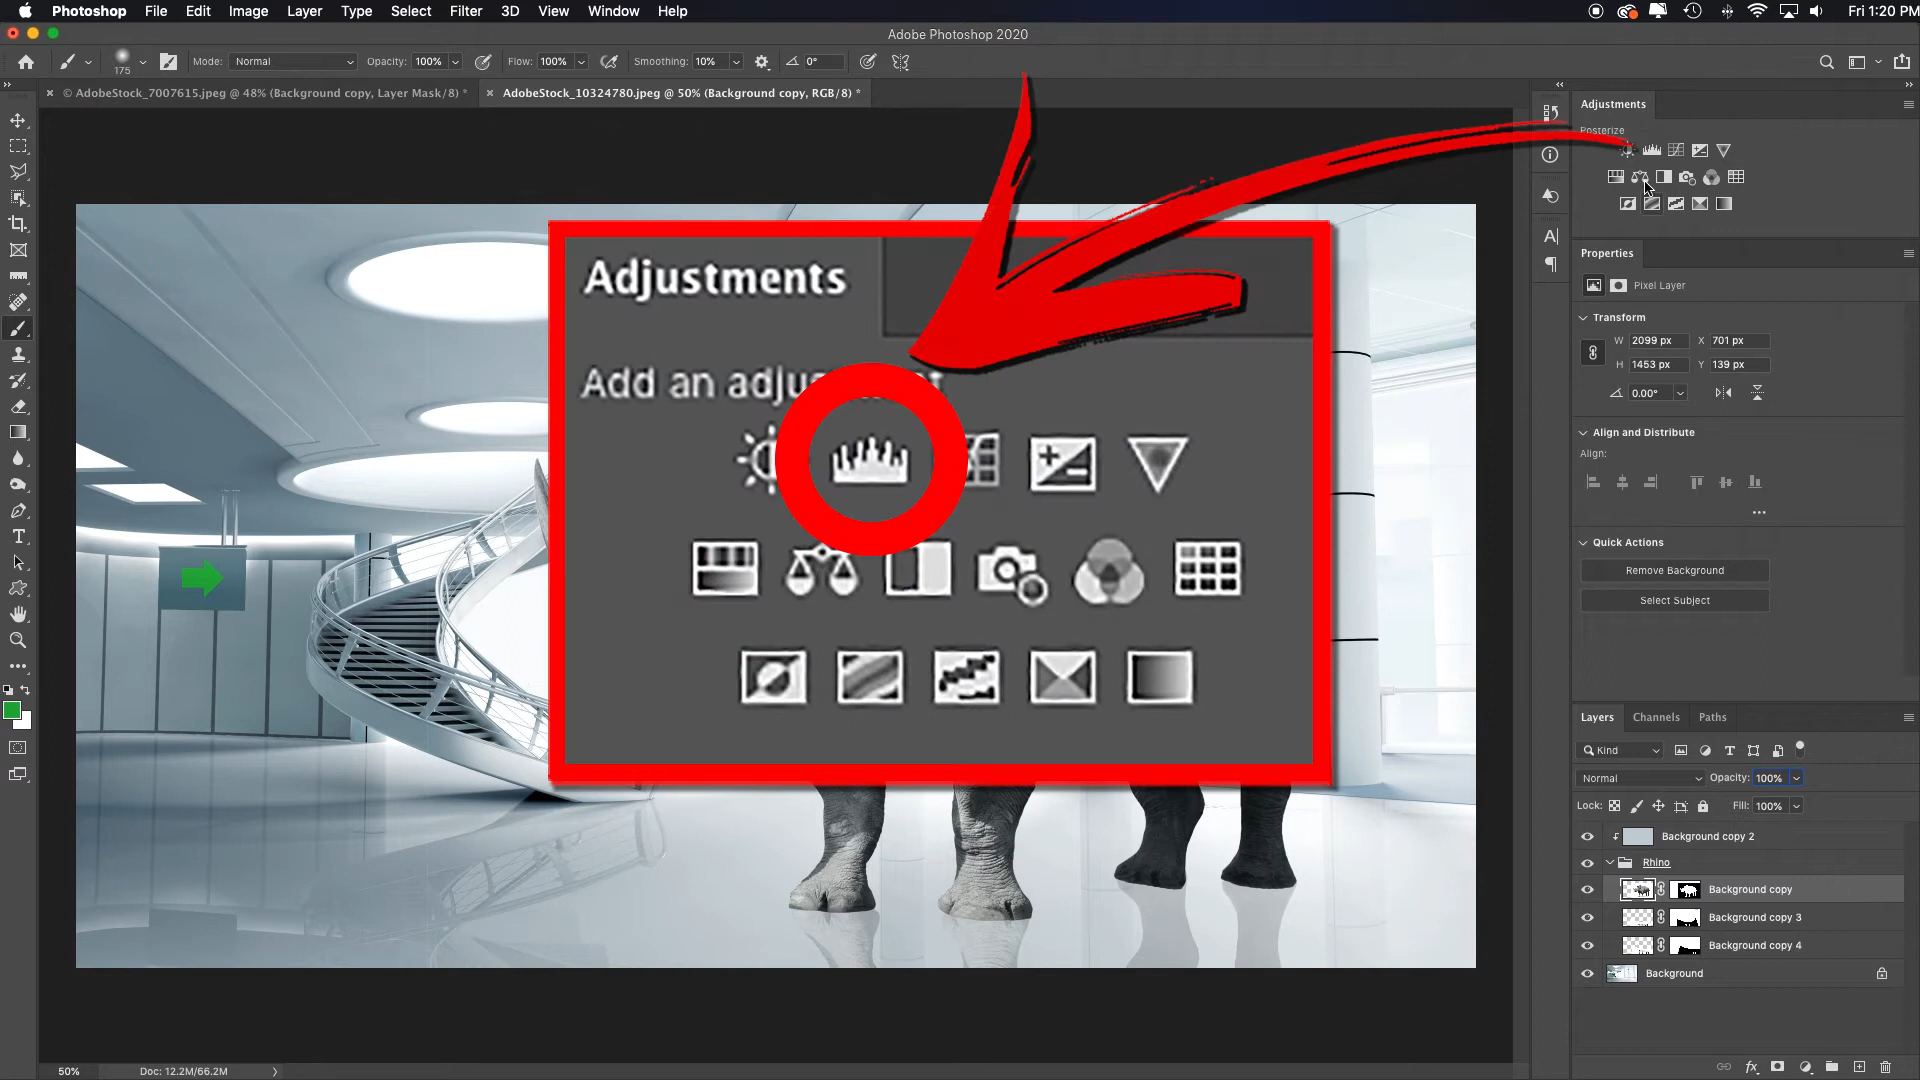 Photoshop File Edit Image Layer Type Select Filter 3D View Window Help Fri 1:20 PM
Adobe Photoshop 2020
175 Mode: Normal Opacity: 100% Flow: 100% Smoothing: 10% 0°
© AdobeStock_7007615.jpeg @ 48% (Background copy, Layer Mask/8) *
AdobeStock_10324780.jpeg @ 50% (Background copy, RGB/8) *
Adjustments
Posterize
Adjustments
Properties
Pixel Layer
Transform
W 2099 px X 701 px
H 1453 px Y 139 px
0.00°
Add an
Align and Distribute
Align:
Quick Actions
Remove Background
Select Subject
Layers Channels Paths
Kind
Normal Opacity: 100%
Lock: Fill: 100%
Background copy 2
Rhino
Background copy
Background copy 3
Background copy 4
Background
50% Doc: 12.2M/66.2M